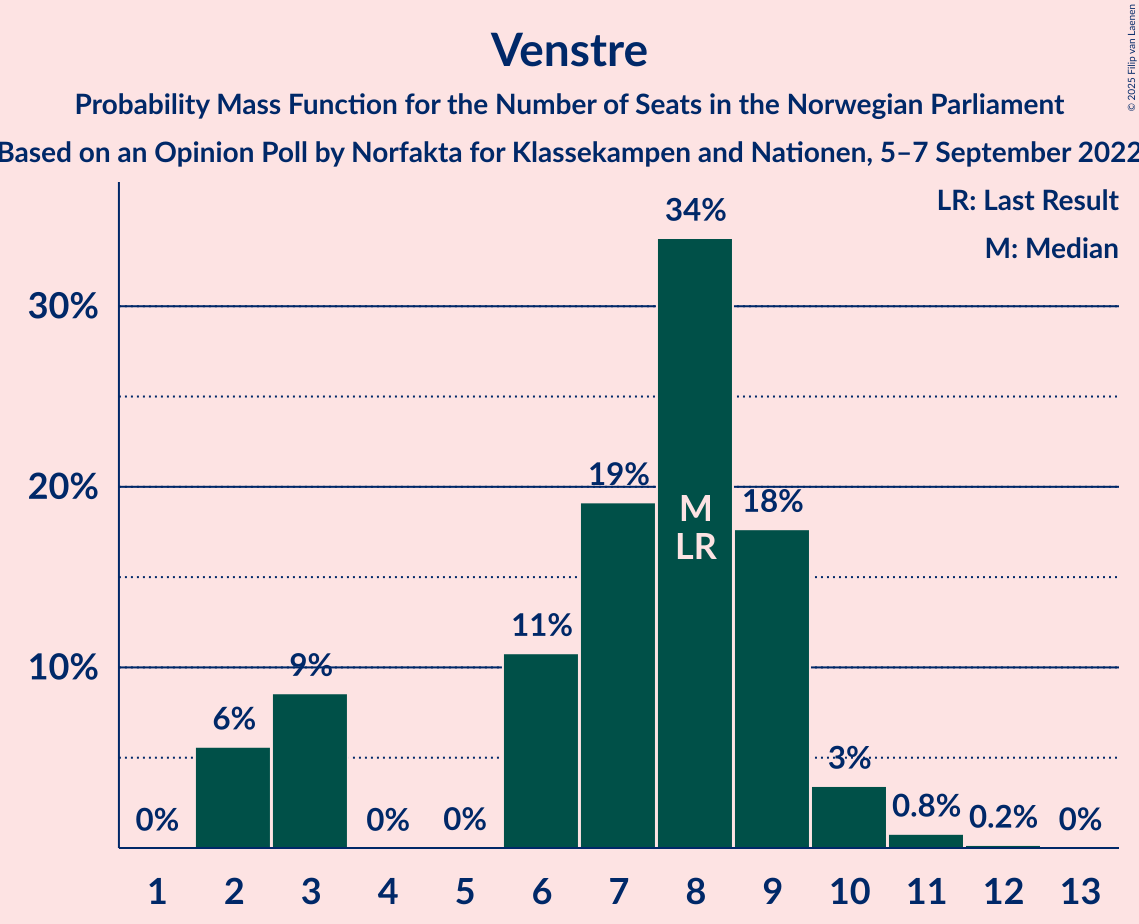 Venstre
Probability Mass Function for the Number of Seats in the Norwegian Parliament
Based on an Opinion Poll by Norfakta for Klassekampen and Nationen, 5–7 September 2022
© 2025 Filip van Laenen
LR: Last Result
M: Median
34%
30%
19%
20%
18%
M
LR
11%
9%
10%
6%
3%
0%
0%
0%
0.8%
0.2%
0%
1 2 3 4 5 6 7 8 9 10 11 12 13